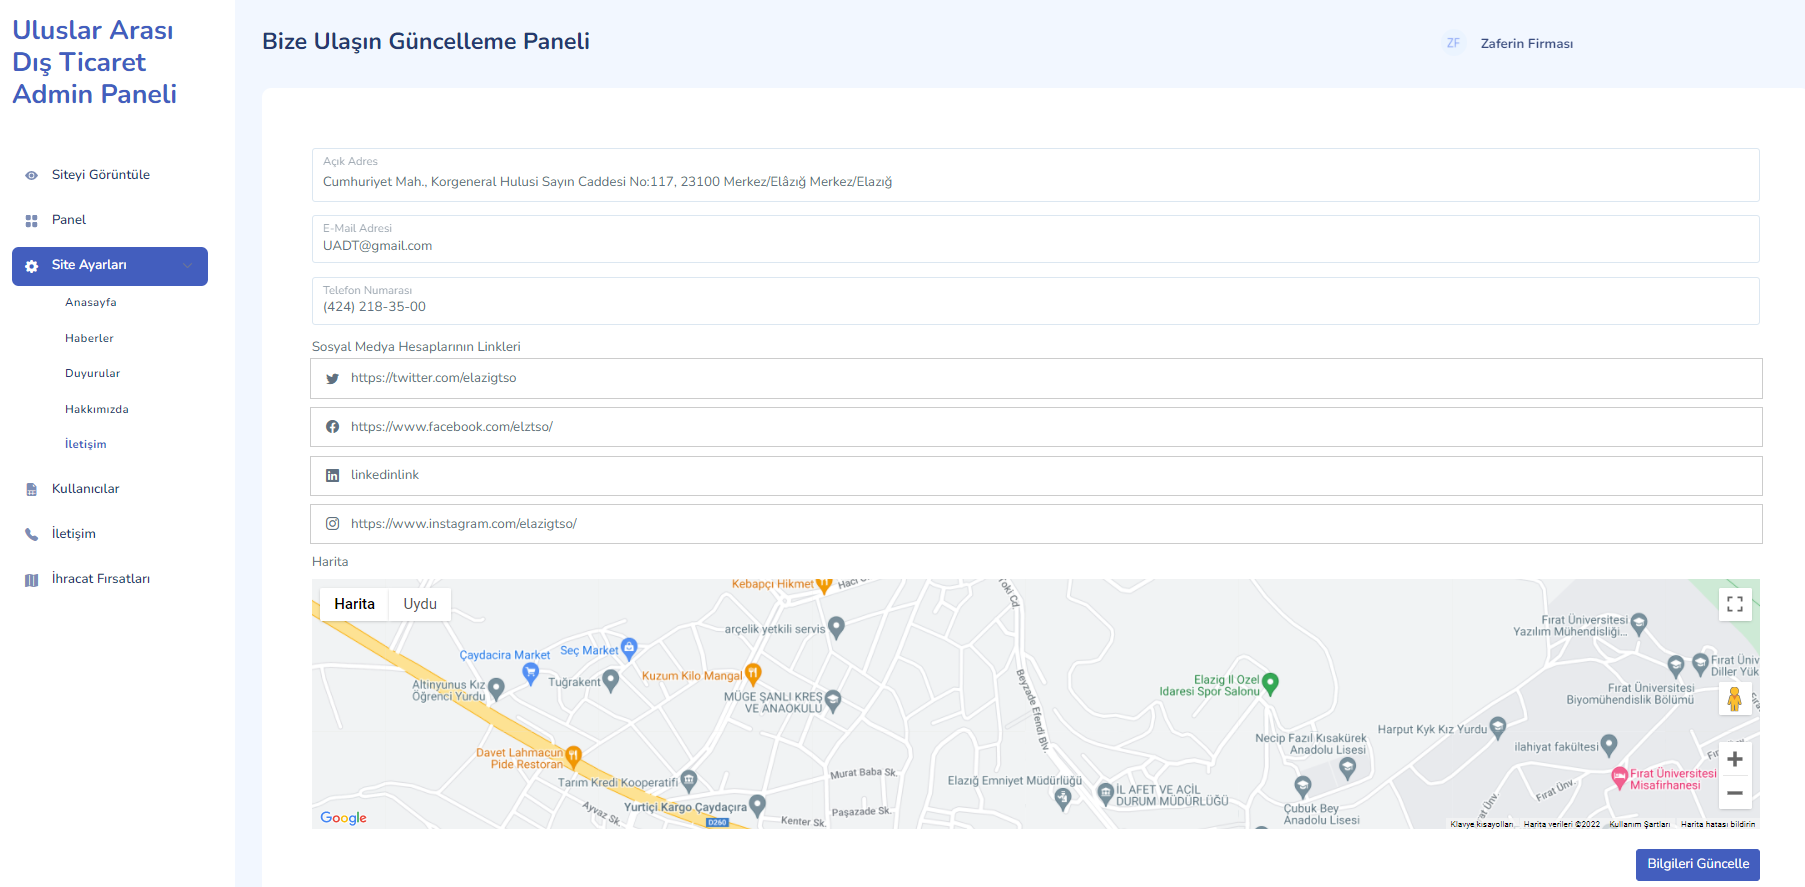 Uluslar Arası
Dış Ticaret
Admin Paneli
Siteyi Görüntüle
Panel
Site Ayarları
Anasayfa
Haberler
Duyurular
Hakkımızda
İletişim
Kullanıcılar
İletişim
İhracat Fırsatları
Bize Ulaşın Güncelleme Paneli
ZF Zaferin Firması
Açık Adres
Cumhuriyet Mah., Korgeneral Hulusi Sayın Caddesi No:117, 23100 Merkez/Elâzığ Merkez/Elazığ
E-Mail Adresi
UADT@gmail.com
Telefon Numarası
(424) 218-35-00
Sosyal Medya Hesaplarının Linkleri
https://twitter.com/elazigtso
https://www.facebook.com/elztso/
linkedinlink
https://www.instagram.com/elazigtso/
Harita
Harita Uydu
Kebapçı Hikmet
Hacı
Yoki Cd.
arçelik yetkili servis
Çaydacira Market
Seç Market
Altinyunus Kız
Öğrenci Yurdu
Tuğrakent
Kuzum Kilo Mangal
MÜGE ŞANLI KREŞ
VE ANAOKULU
Beyzade Efendi Blv.
Elazig Il Ozel
Idaresi Spor Salonu
Fırat Üniversitesi
Yazılım Mühendisliği...
Fırat Üniv
Diller Yük
Fırat Üniversitesi
Biyomühendislik Bölümü
Davet Lahmacun
Pide Restoran
Tarım Kredi Kooperatifi
Murat Baba Sk.
Elazığ Emniyet Müdürlüğü
İL AFET VE ACİL
DURUM MÜDÜRLÜĞÜ
Necip Fazıl Kısakürek
Anadolu Lisesi
Harput Kyk Kız Yurdu
ilahiyat fakültesi
Fırat Üniversitesi
Misafirhanesi
Fırat Ünv.
rat Ünv.
Ayvaz Sk.
Yurtiçi Kargo Çaydaçıra
D260
Kenter Sk.
Paşazade Sk.
Çubuk Bey
Anadolu Lisesi
Google
Klavye kısayolları Harita verileri ©2022 Kullanım Şartları Harita hatası bildirin
Bilgileri Güncelle